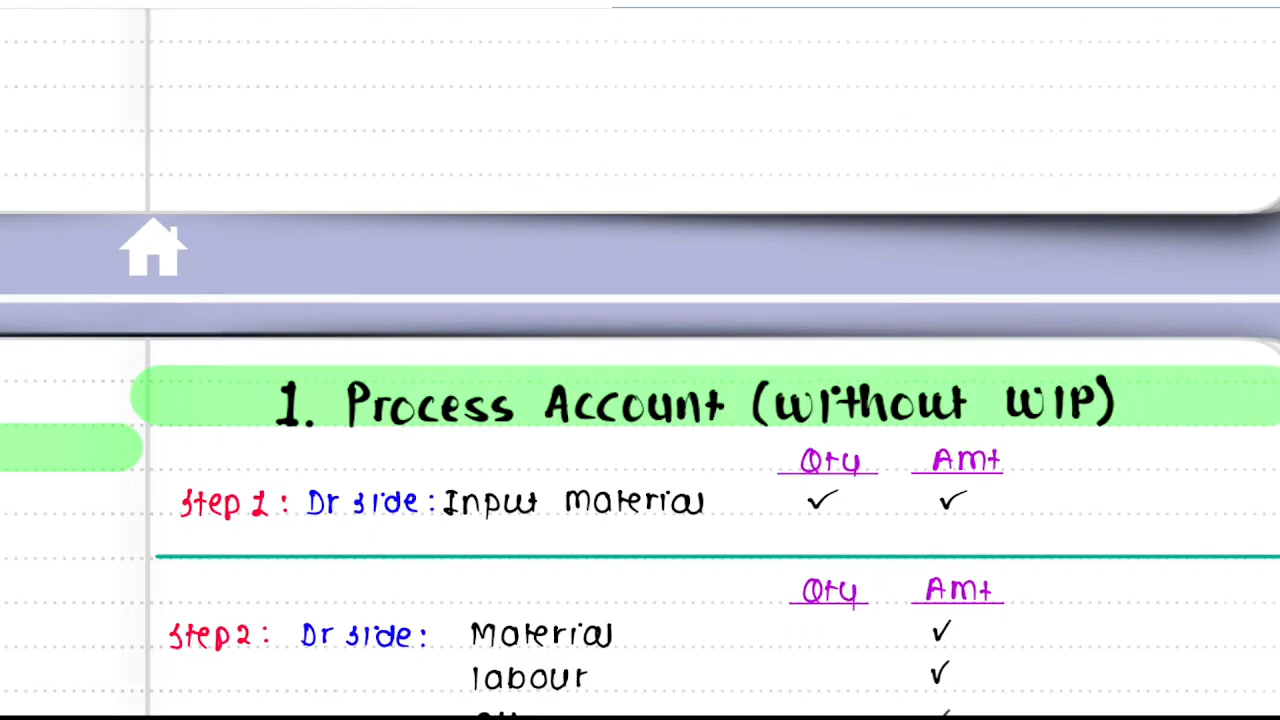 1. Process Account (without WIP)
Qty Amt
Step 1: Dr side: Input Material ✓ ✓
Qty Amt
Step 2: Dr side: Material ✓
labour ✓